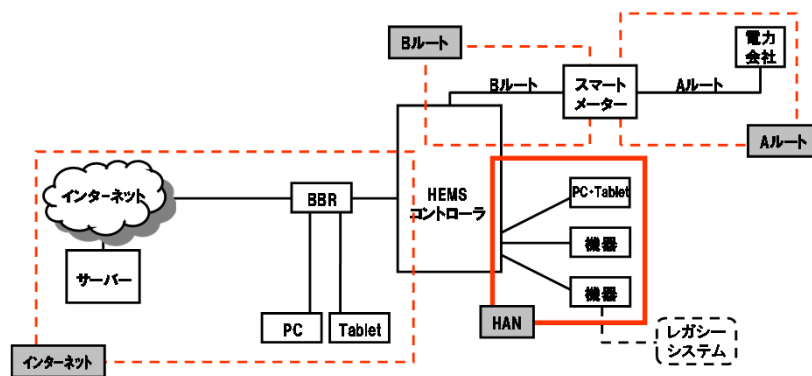 Bルート
電力
会社
Bルート
スマート
メーター
Aルート
Aルート
インターネット
BBR
HEMS
コントローラ
PC・Tablet
機器
サーバー
機器
PC
Tablet
HAN
レガシー
システム
インターネット